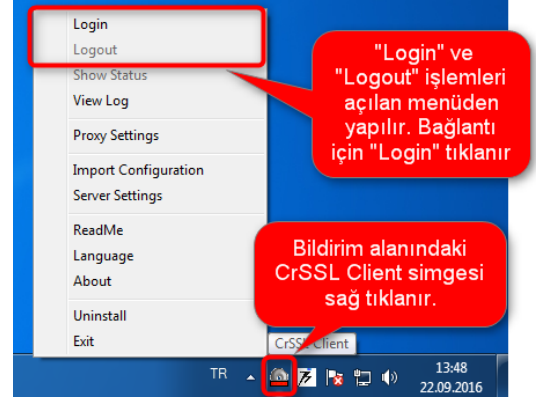 Login
Logout
Show Status
View Log
Proxy Settings
Import Configuration
Server Settings
ReadMe
Language
About
Uninstall
Exit
"Login" ve
"Logout" işlemleri
açılan menüden
yapılır. Bağlantı
için "Login" tıklanır
Bildirim alanındaki
CrSSL Client simgesi
sağ tıklanır.
CrSSL Client
TR
13:48
22.09.2016